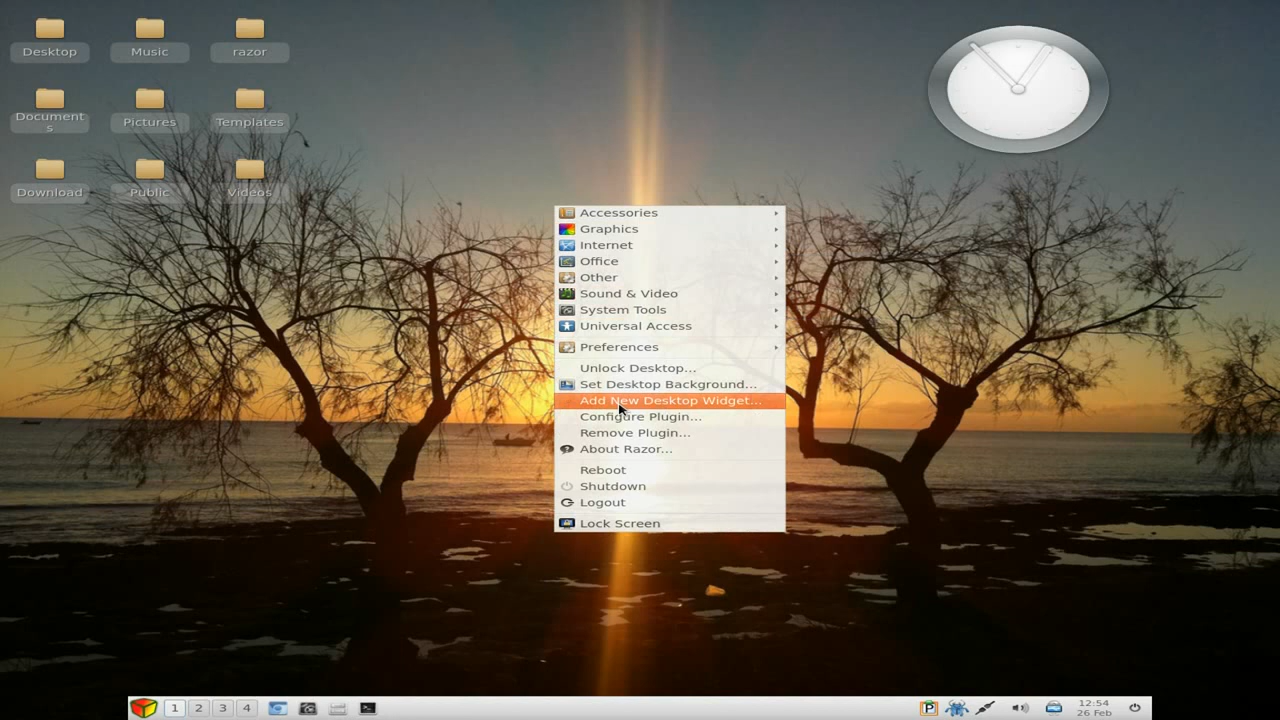 Desktop
Music
razor
Document
s
Pictures
Templates
Download
Public
Videos
Accessories
Graphics
Internet
Office
Other
Sound & Video
System Tools
Universal Access
Preferences
Unlock Desktop...
Set Desktop Background...
Add New Desktop Widget...
Configure Plugin...
Remove Plugin...
About Razor...
Reboot
Shutdown
Logout
Lock Screen
1 2 3 4
P
12:54
26 Feb